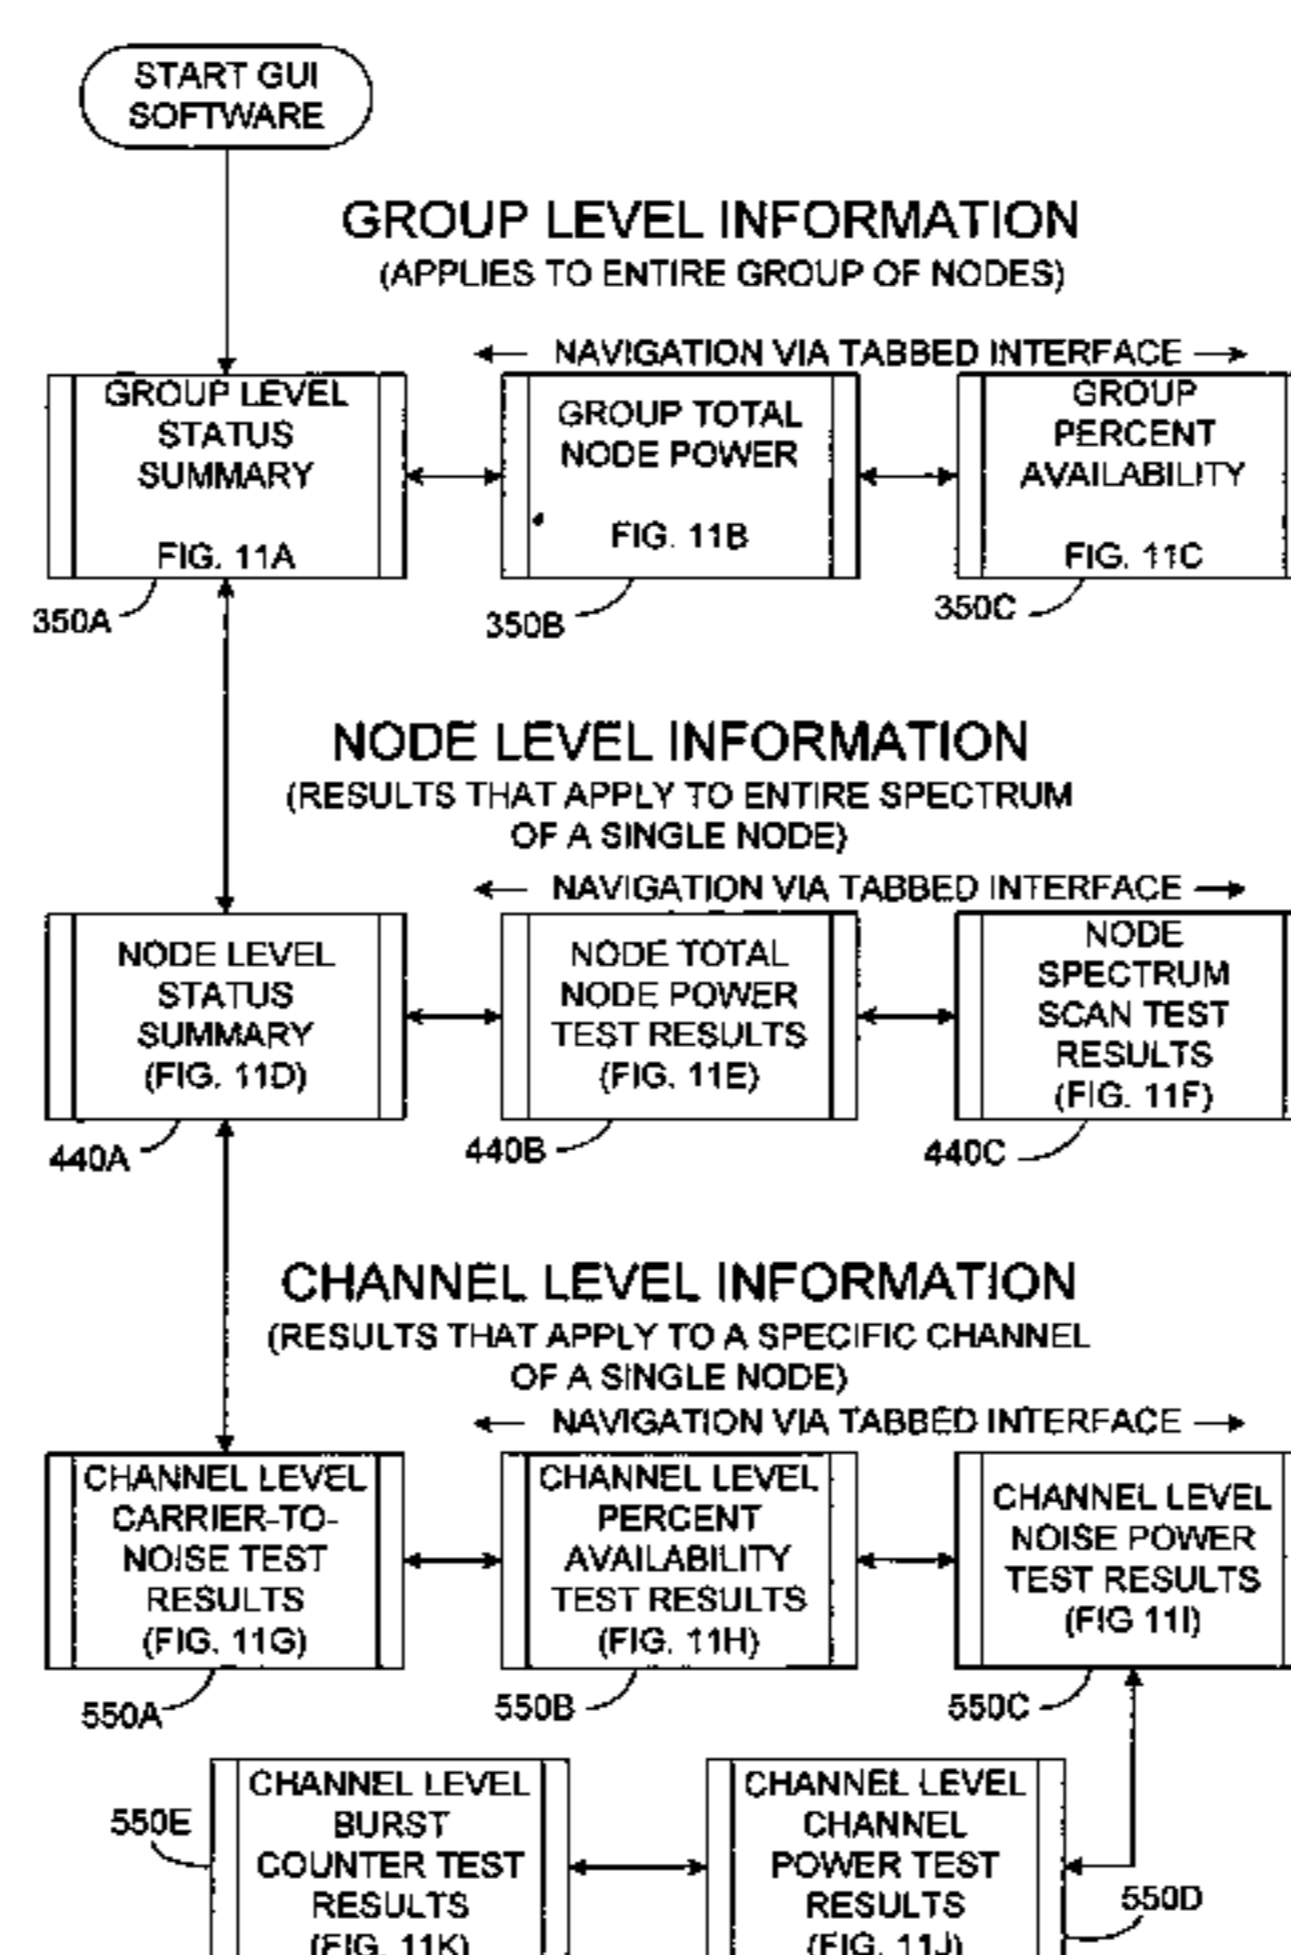 START GUI
SOFTWARE
GROUP LEVEL INFORMATION
(APPLIES TO ENTIRE GROUP OF NODES)
NAVIGATION VIA TABBED INTERFACE
GROUP LEVEL
STATUS
SUMMARY
FIG. 11A
350A
GROUP TOTAL
NODE POWER
FIG. 11B
350B
GROUP
PERCENT
AVAILABILITY
FIG. 11C
350C
NODE LEVEL INFORMATION
(RESULTS THAT APPLY TO ENTIRE SPECTRUM
OF A SINGLE NODE)
NAVIGATION VIA TABBED INTERFACE
NODE LEVEL
STATUS
SUMMARY
(FIG. 11D)
440A
NODE TOTAL
NODE POWER
TEST RESULTS
(FIG. 11E)
440B
NODE
SPECTRUM
SCAN TEST
RESULTS
(FIG. 11F)
440C
CHANNEL LEVEL INFORMATION
(RESULTS THAT APPLY TO A SPECIFIC CHANNEL
OF A SINGLE NODE)
NAVIGATION VIA TABBED INTERFACE
CHANNEL LEVEL
CARRIER-TO-
NOISE TEST
RESULTS
(FIG. 11G)
550A
CHANNEL LEVEL
PERCENT
AVAILABILITY
TEST RESULTS
(FIG. 11H)
550B
CHANNEL LEVEL
NOISE POWER
TEST RESULTS
(FIG 11I)
550C
550E
CHANNEL LEVEL
BURST
COUNTER TEST
RESULTS
(FIG. 11K)
CHANNEL LEVEL
CHANNEL
POWER TEST
RESULTS
(FIG. 11J)
550D